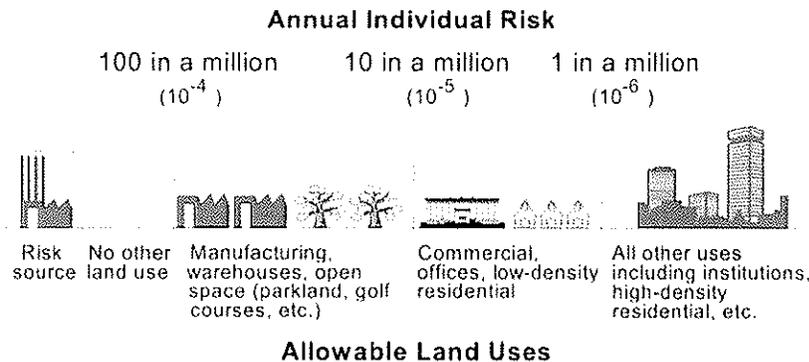 Annual Individual Risk
100 in a million 10 in a million 1 in a million
(10^-4) (10^-5) (10^-6)
Risk source
No other land use
Manufacturing,
warehouses, open
space (parkland, golf
courses, etc.)
Commercial,
offices, low-density
residential
All other uses
including institutions,
high-density
residential, etc.
Allowable Land Uses